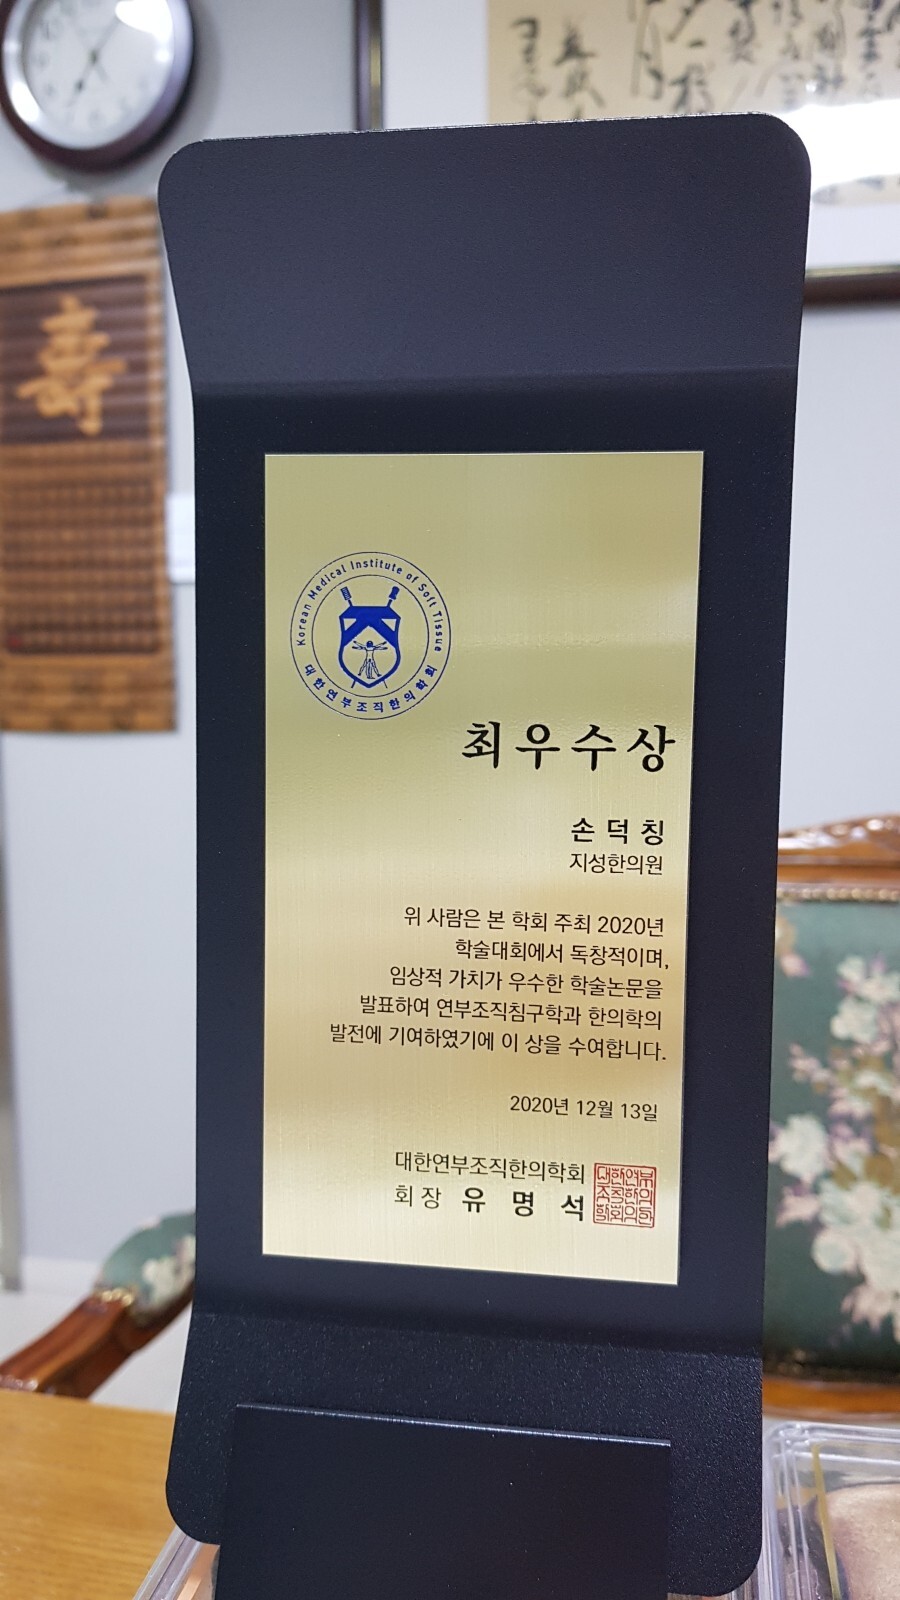 壽
Korean Medical Institute of Soft Tissue
대한연부조직한의학회
최우수상
손덕칭
지성한의원
위 사람은 본 학회 주최 2020년
학술대회에서 독창적이며,
임상적 가치가 우수한 학술논문을
발표하여 연부조직침구학과 한의학의
발전에 기여하였기에 이 상을 수여합니다.
2020년 12월 13일
대한연부조직한의학회
회장 유명석